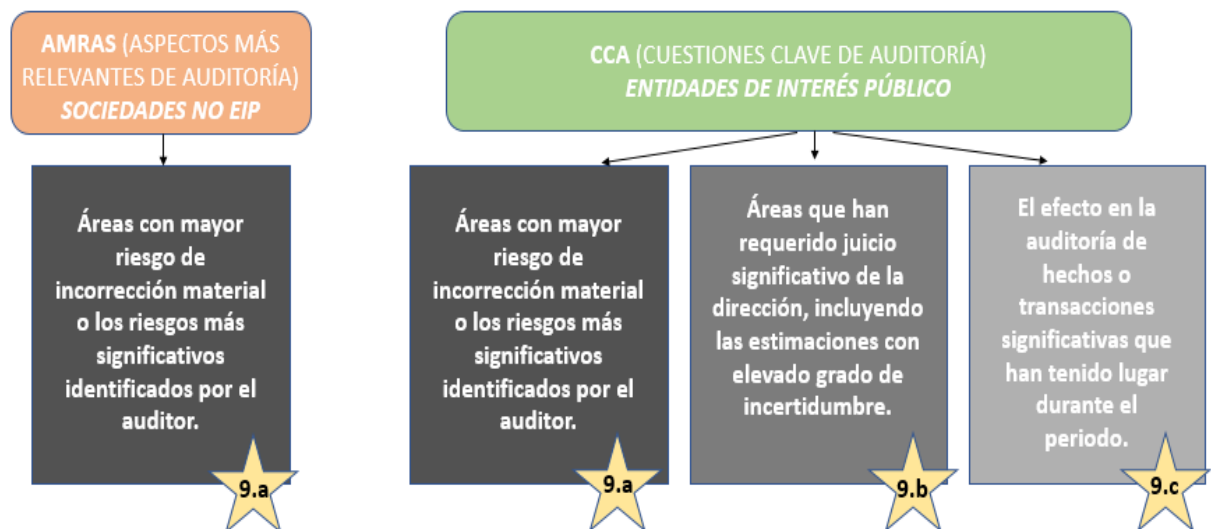 AMRAS (ASPECTOS MÁS
RELEVANTES DE AUDITORÍA)
SOCIEDADES NO EIP
Áreas con mayor
riesgo de
incorrección material
o los riesgos más
significativos
identificados por el
auditor.
9.a
CCA (CUESTIONES CLAVE DE AUDITORÍA)
ENTIDADES DE INTERÉS PÚBLICO
Áreas con mayor
riesgo de
incorrección material
o los riesgos más
significativos
identificados por el
auditor.
9.a
Áreas que han
requerido juicio
significativo de la
dirección, incluyendo
las estimaciones con
elevado grado de
incertidumbre.
9.b
El efecto en la
auditoría de
hechos o
transacciones
significativas que
han tenido lugar
durante el
periodo.
9.c